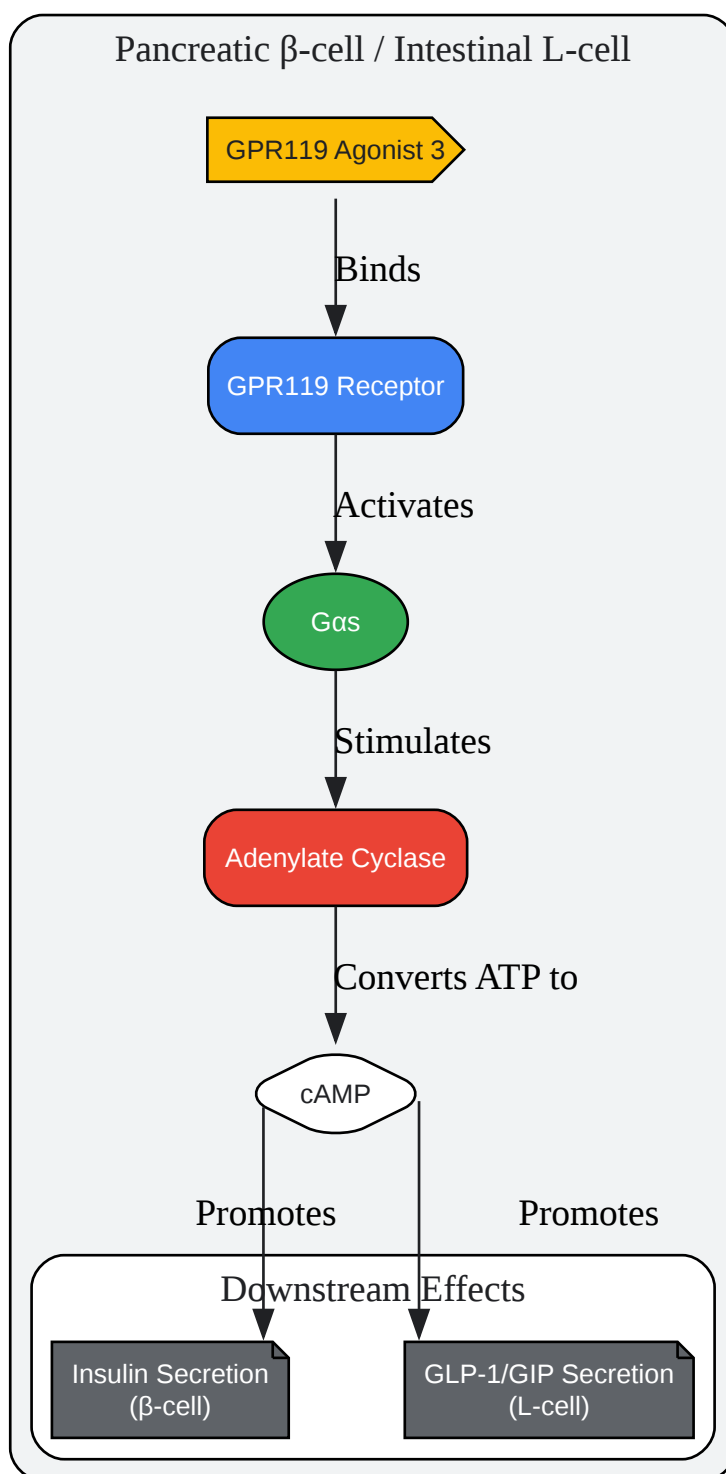 Pancreatic β-cell / Intestinal L-cell
GPR119 Agonist 3
Binds
GPR119 Receptor
Activates
Gαs
Stimulates
Adenylate Cyclase
Converts ATP to
cAMP
Promotes
Promotes
Downstream Effects
Insulin Secretion
(β-cell)
GLP-1/GIP Secretion
(L-cell)